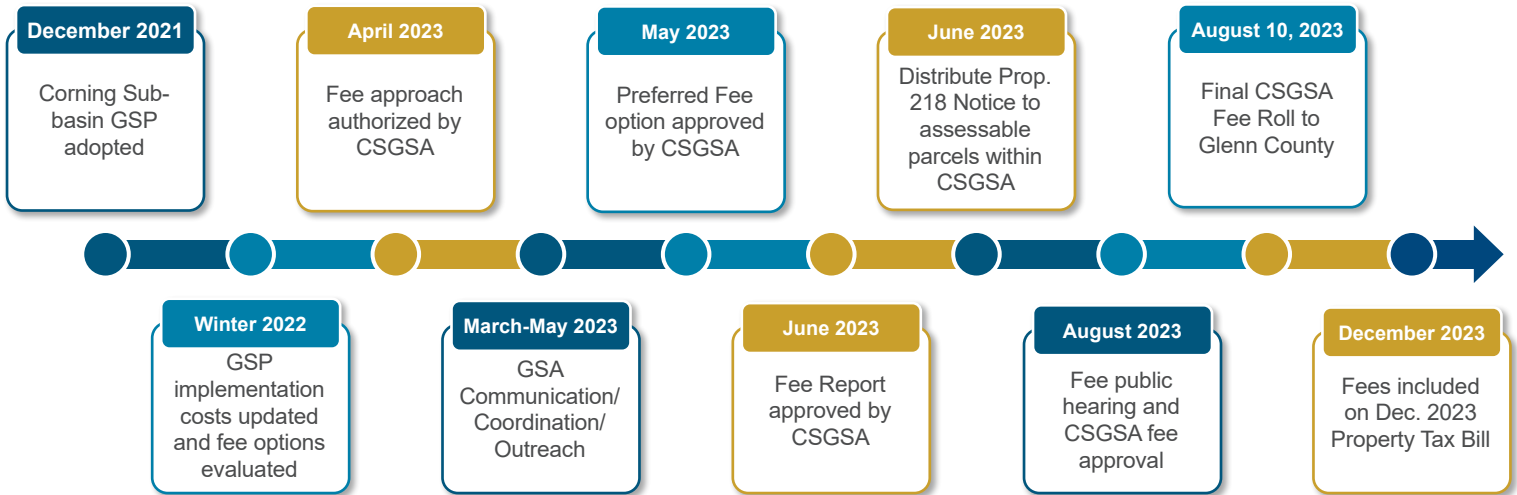 December 2021
Corning Sub-
basin GSP
adopted
Winter 2022
GSP
implementation
costs updated
and fee options
evaluated
April 2023
Fee approach
authorized by
CSGSA
March-May 2023
GSA
Communication/
Coordination/
Outreach
May 2023
Preferred Fee
option approved
by CSGSA
June 2023
Fee Report
approved by
CSGSA
June 2023
Distribute Prop.
218 Notice to
assessable
parcels within
CSGSA
August 2023
Fee public
hearing and
CSGSA fee
approval
August 10, 2023
Final CSGSA
Fee Roll to
Glenn County
December 2023
Fees included
on Dec. 2023
Property Tax Bill